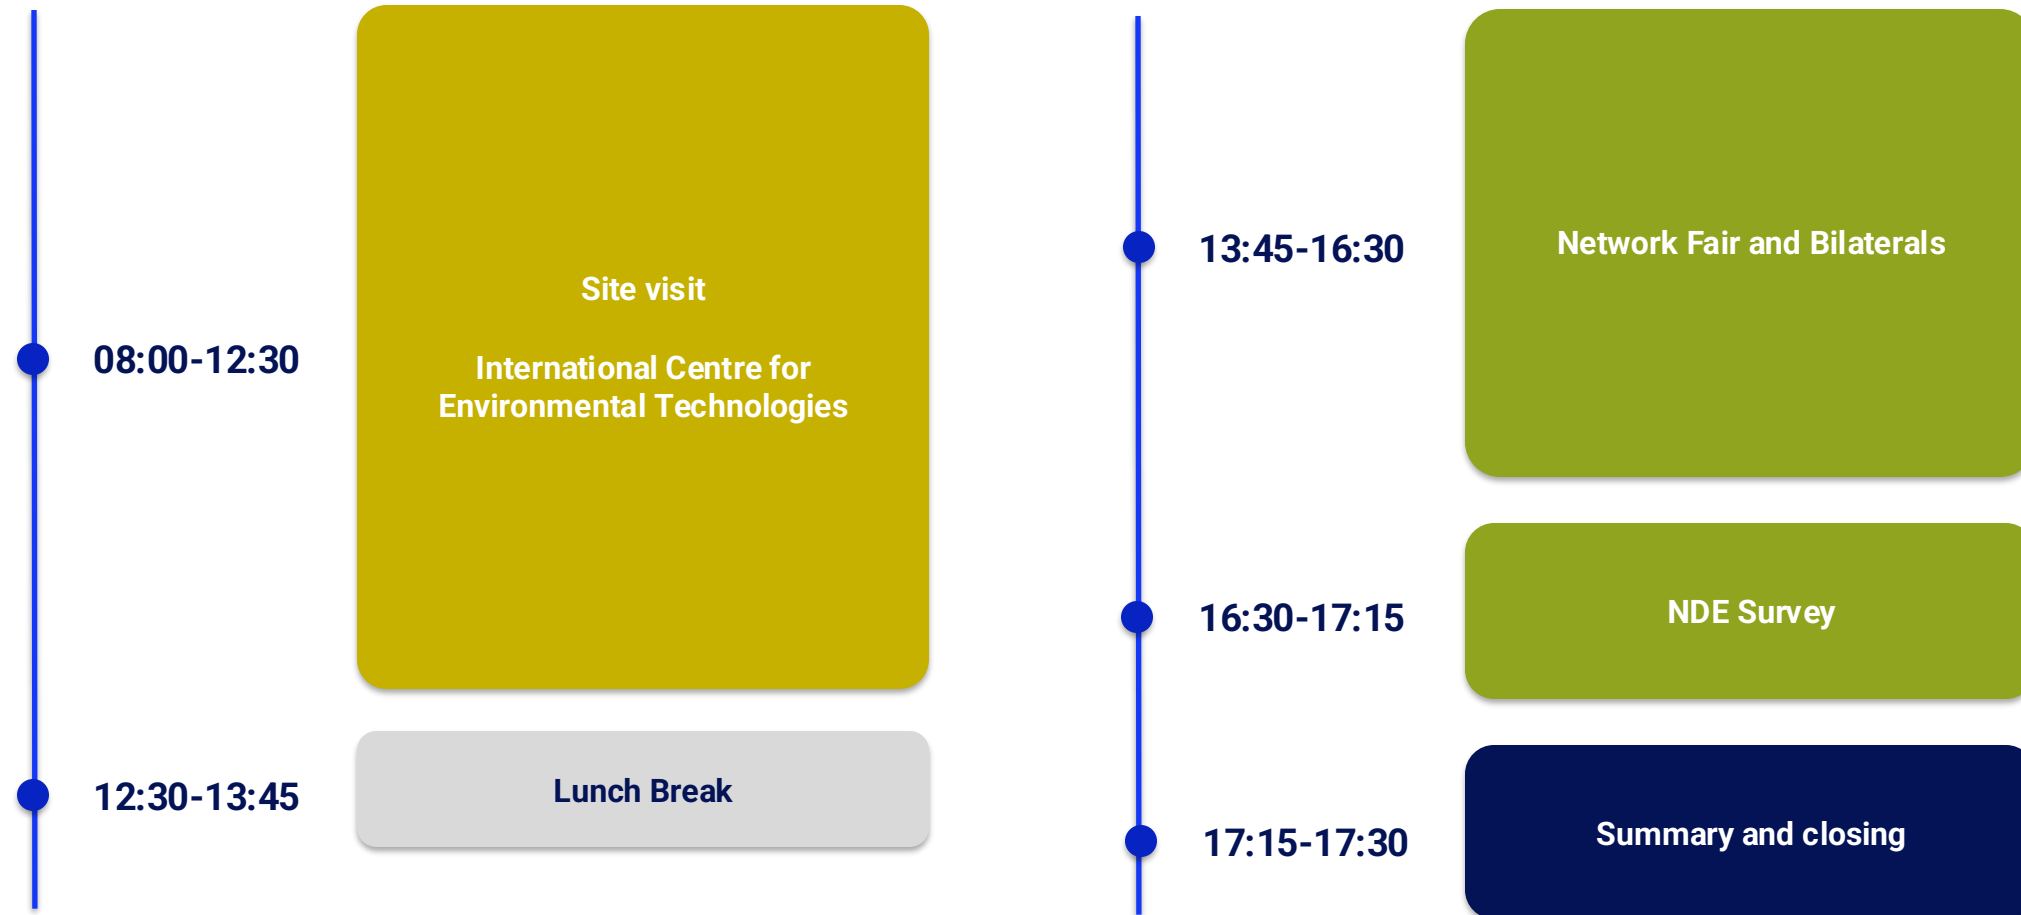 08:00-12:30
Site visit
International Centre for
Environmental Technologies
12:30-13:45
Lunch Break
13:45-16:30
Network Fair and Bilaterals
16:30-17:15
NDE Survey
17:15-17:30
Summary and closing